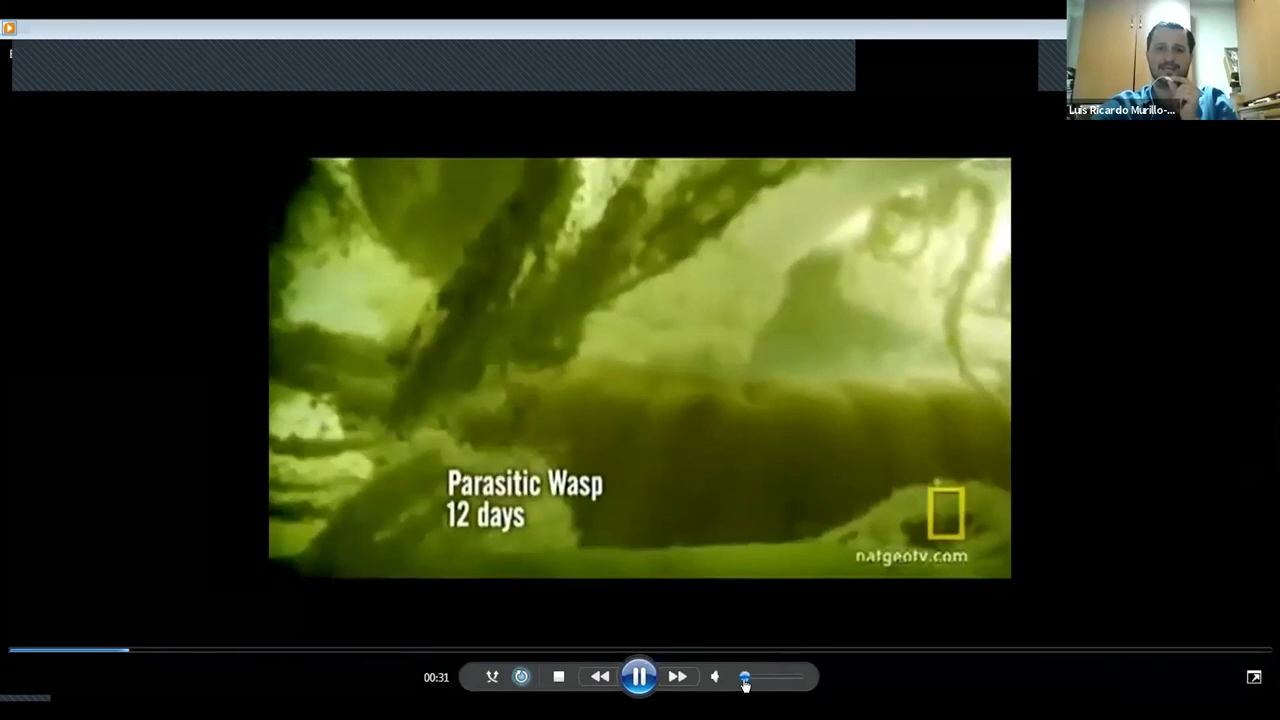 Luis Ricardo Murillo-...
Parasitic Wasp
12 days
natgeotv.com
00:31